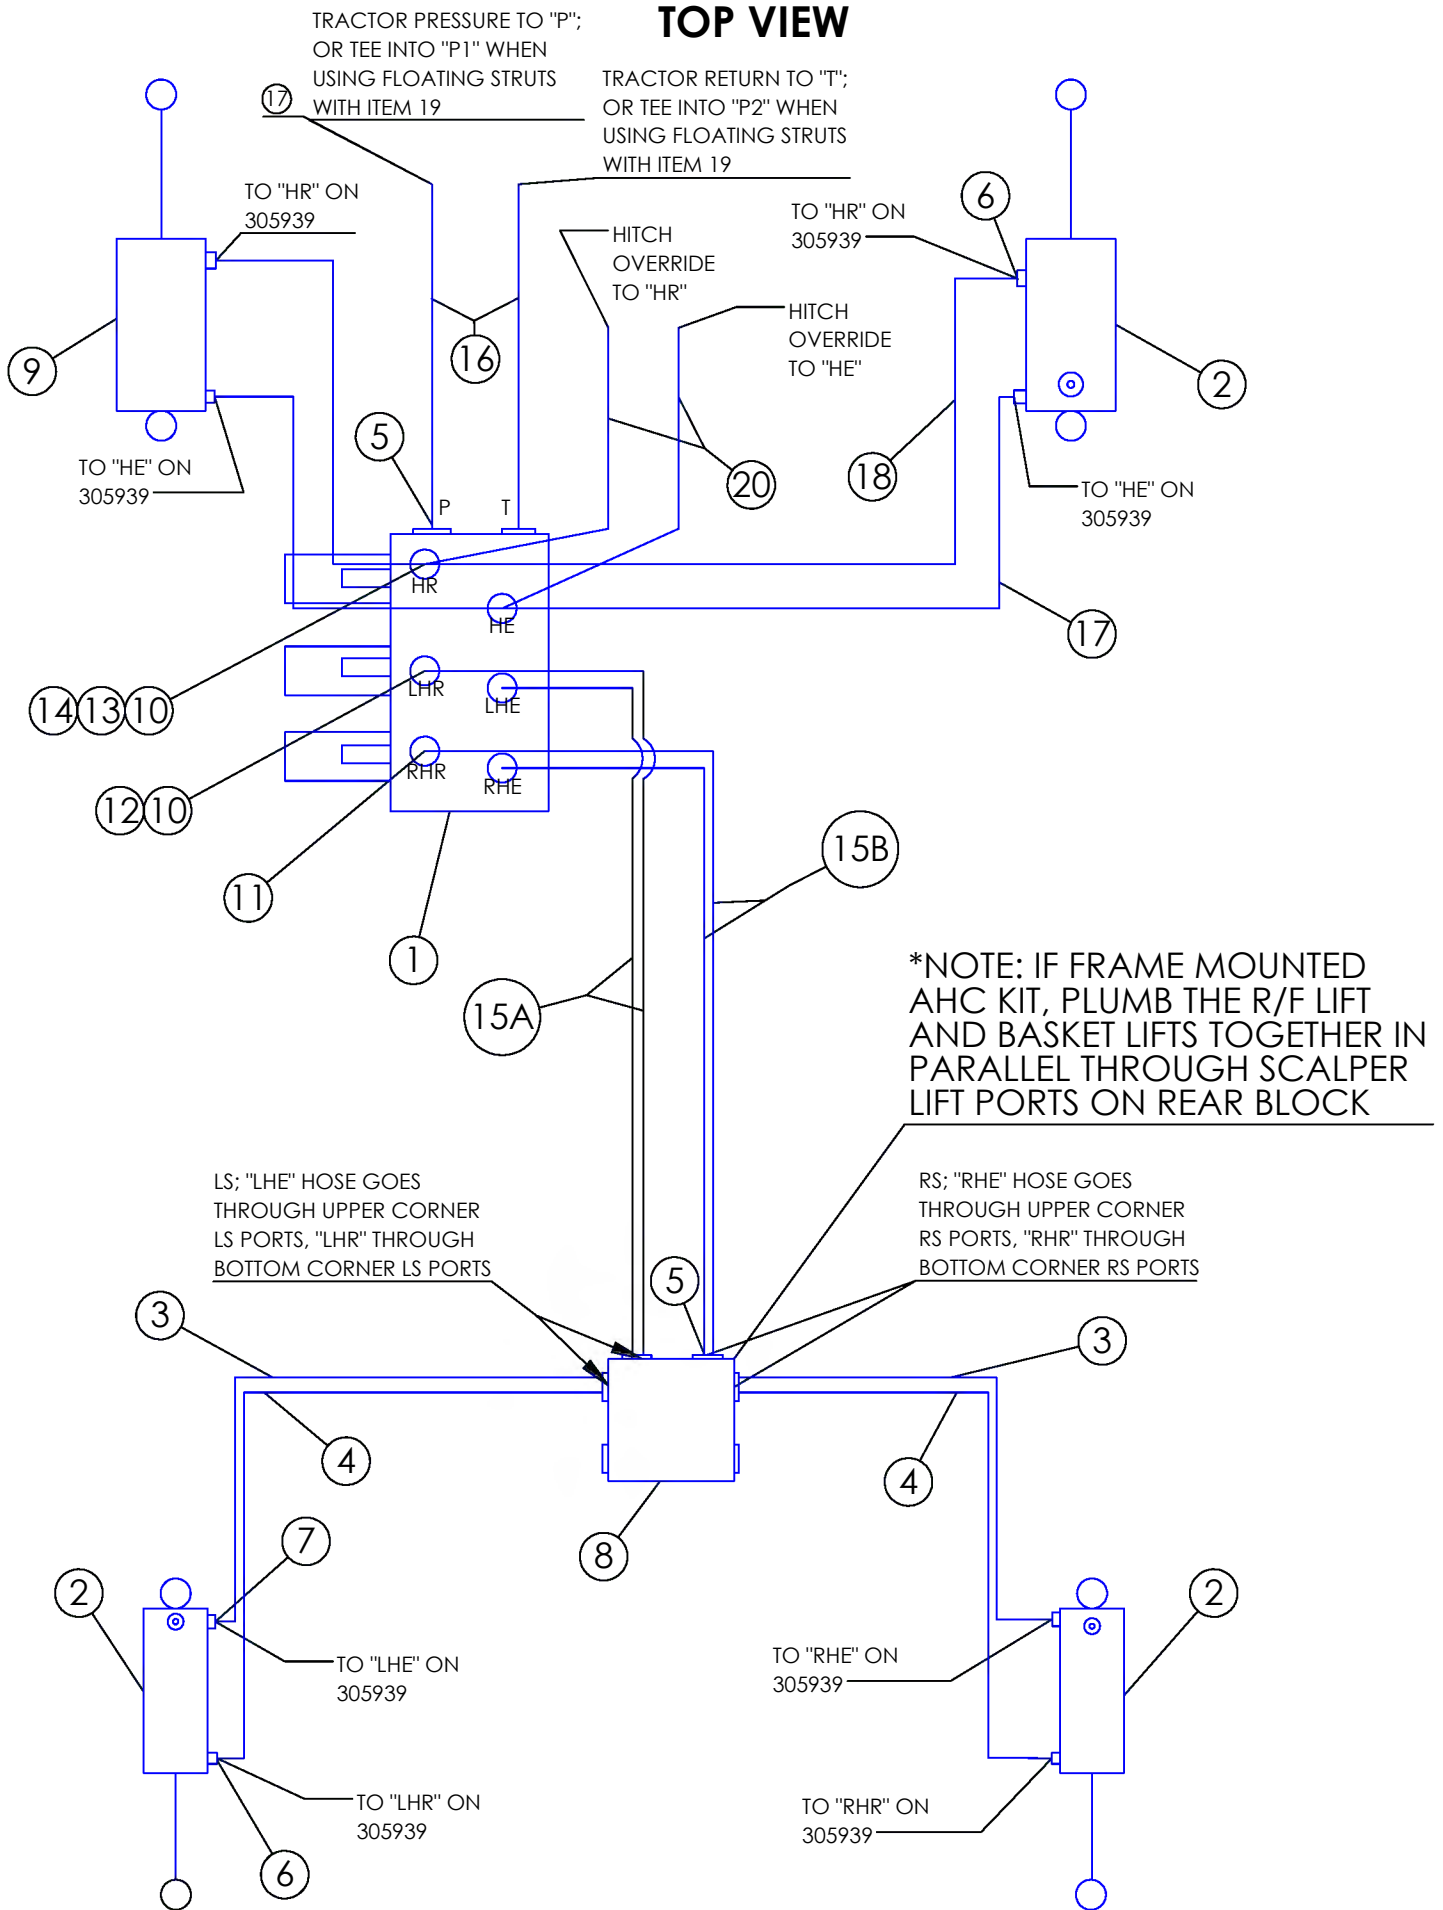 TOP VIEW
TRACTOR PRESSURE TO "P";
OR TEE INTO "P1" WHEN
USING FLOATING STRUTS
WITH ITEM 19
17
TRACTOR RETURN TO "T";
OR TEE INTO "P2" WHEN
USING FLOATING STRUTS
WITH ITEM 19
TO "HR" ON
305939
HITCH
OVERRIDE
TO "HR"
TO "HR" ON
305939
6
HITCH
OVERRIDE
TO "HE"
9
16
2
5
TO "HE" ON
305939
20
18
TO "HE" ON
305939
P
T
HR
HE
17
LHR
LHE
14
13
10
RHR
RHE
12
10
15B
11
1
15A
*NOTE: IF FRAME MOUNTED
AHC KIT, PLUMB THE R/F LIFT
AND BASKET LIFTS TOGETHER IN
PARALLEL THROUGH SCALPER
LIFT PORTS ON REAR BLOCK
LS; "LHE" HOSE GOES
THROUGH UPPER CORNER
LS PORTS, "LHR" THROUGH
BOTTOM CORNER LS PORTS
RS; "RHE" HOSE GOES
THROUGH UPPER CORNER
RS PORTS, "RHR" THROUGH
BOTTOM CORNER RS PORTS
5
3
3
4
4
7
8
2
2
TO "LHE" ON
305939
TO "RHE" ON
305939
TO "LHR" ON
305939
TO "RHR" ON
305939
6